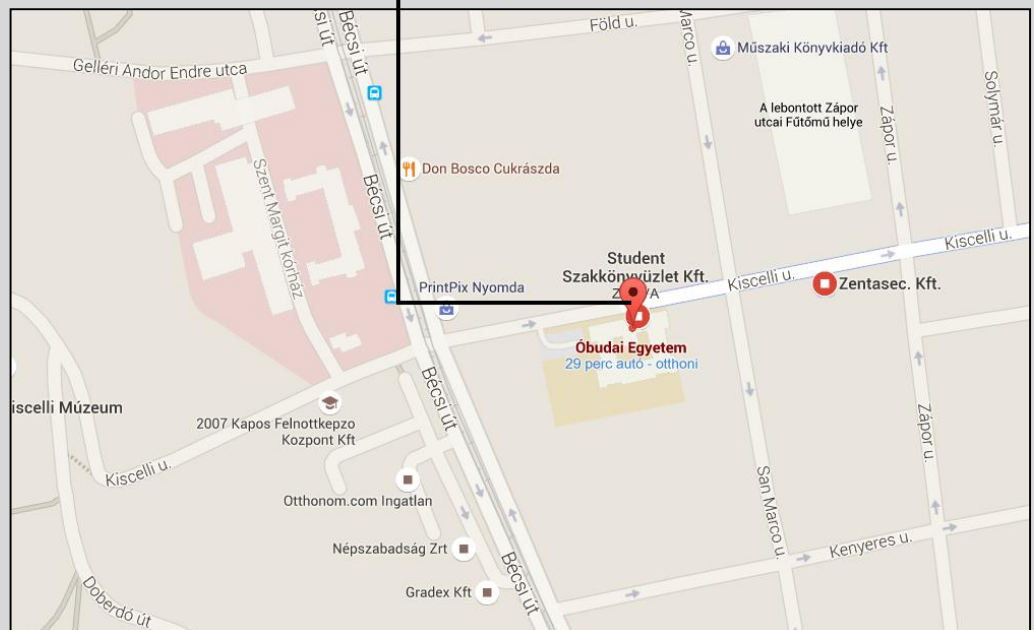 Föld u.
Marco u.
Bécsi út
Bécsi út
Műszaki Könyvkiadó Kft
Gelléri Andor Endre utca
A lebontott Zápor
utcai Fűtőmű helye
Zápor u.
Solymár u.
Don Bosco Cukrászda
Szent Margit kórház
Bécsi út
Kiscelli u.
Student
Szakkönyvüzlet Kft.
Kiscelli u.
PrintPix Nyomda
Zentasec. Kft.
Óbudai Egyetem
29 perc autó - otthoni
Bécsi út
iscelli Múzeum
2007 Kapos Felnottkepzo
Kozpont Kft
Zápor u.
Kiscelli u.
San Marco u.
Otthonom.com Ingatlan
Kenyeres u.
Népszabadság Zrt
Bécsi út
Gradex Kft
Doberdó út